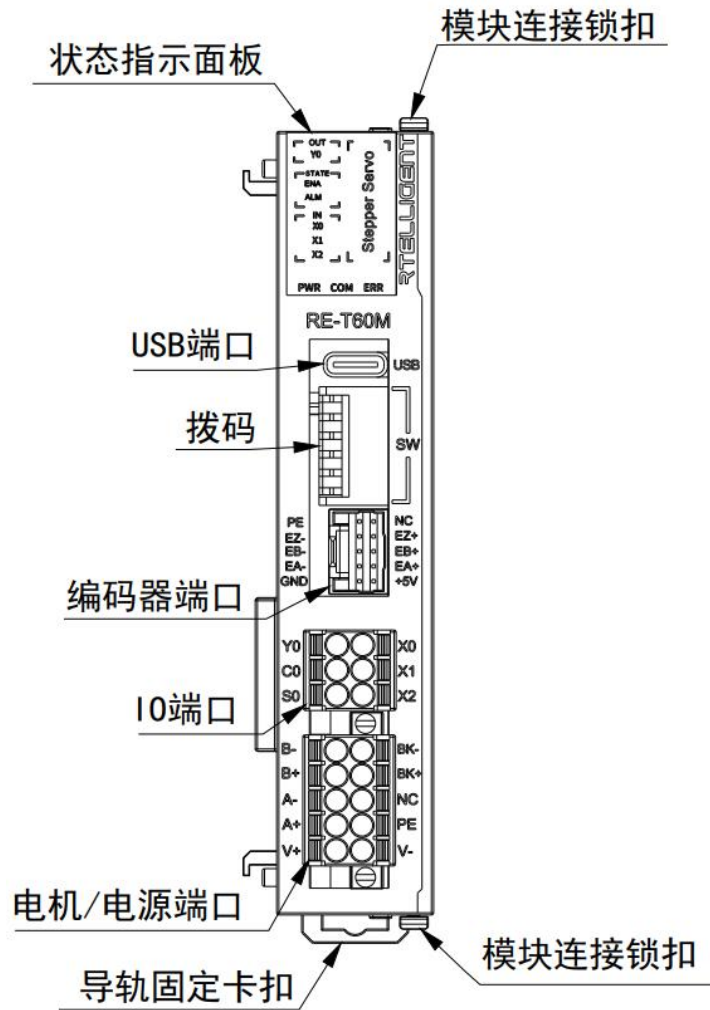 模块连接锁扣
状态指示面板
OUT
Y0
STATE
ENA
ALM
IN
X0
X1
X2
Stepper Servo
RTELLIGENT
PWR COM ERR
RE-T60M
USB端口
USB
拨码
SW
PE NC
EZ- EZ+
EB- EB+
EA- EA+
GND +5V
编码器端口
Y0 X0
C0 X1
S0 X2
IO端口
B- BK-
B+ BK+
A- NC
A+ PE
V+ V-
电机/电源端口
模块连接锁扣
导轨固定卡扣